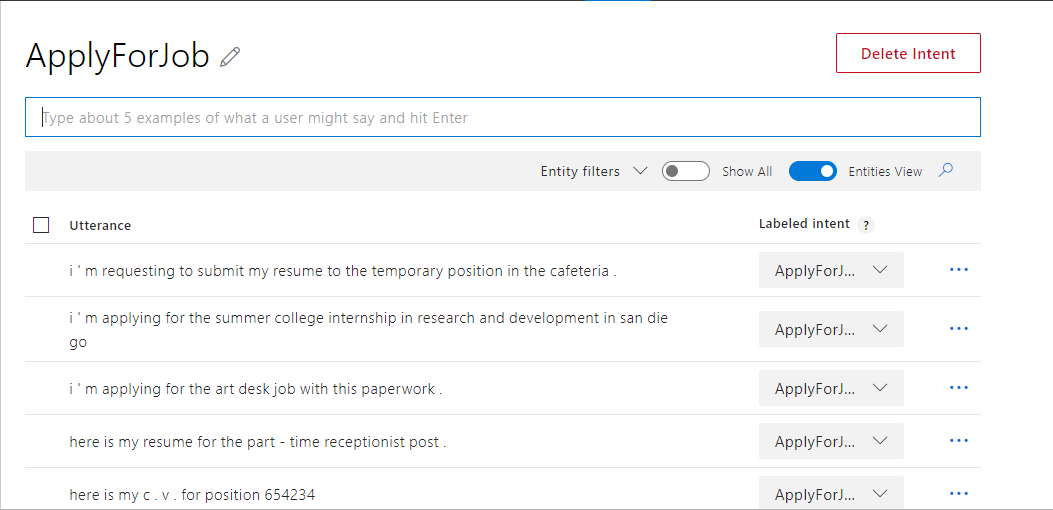 ApplyForJob
Delete Intent
Type about 5 examples of what a user might say and hit Enter
Entity filters Show All Entities View
Utterance Labeled intent ?
i ' m requesting to submit my resume to the temporary position in the cafeteria . ApplyForJ...
i ' m applying for the summer college internship in research and development in san die
go
ApplyForJ...
i ' m applying for the art desk job with this paperwork . ApplyForJ...
here is my resume for the part - time receptionist post . ApplyForJ...
here is my c . v . for position 654234 ApplyForJ...